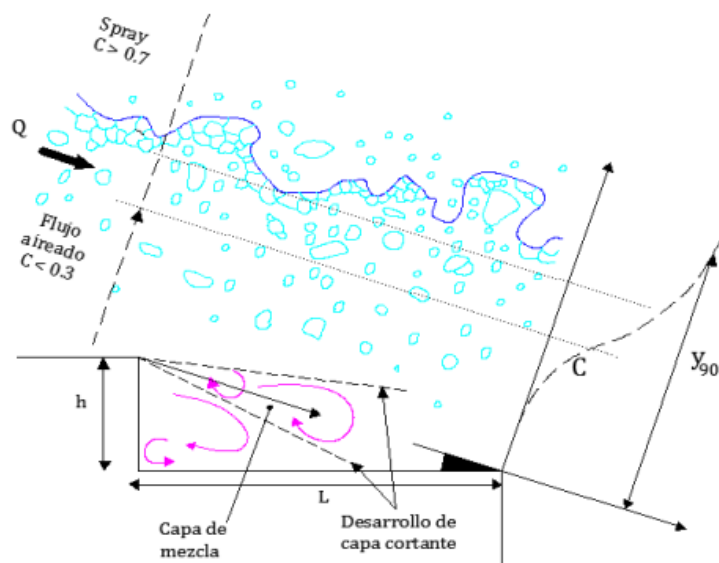 Spray
C > 0.7
Q
Flujo
aireado
C < 0.3
C
y90
h
L
Capa de
mezcla
Desarrollo de
capa cortante